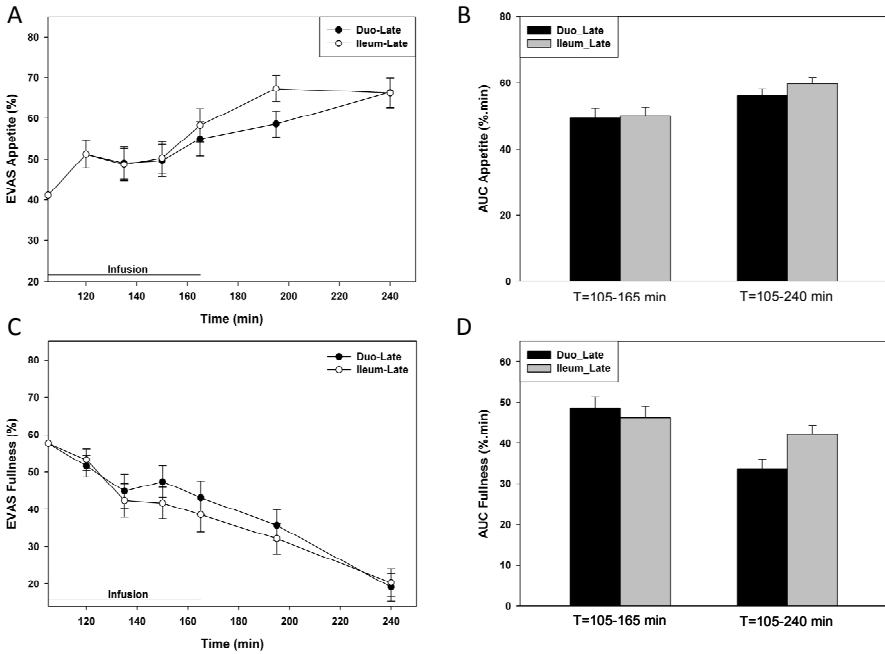 A
Duo-Late
Ileum-Late
EVAS Appetite (%)
80
70
60
50
40
30
20
Infusion
120 140 160 180 200 220 240
Time (min)
B
Duo_Late
Ileum_Late
AUC Appetite (%.min)
80
60
40
20
0
T=105-165 min T=105-240 min
C
Duo-Late
Ileum-Late
EVAS Fullness (%)
80
70
60
50
40
30
20
Infusion
120 140 160 180 200 220 240
Time (min)
D
Duo_Late
Ileum_Late
AUC Fullness (%.min)
60
50
40
30
20
10
0
T=105-165 min T=105-240 min